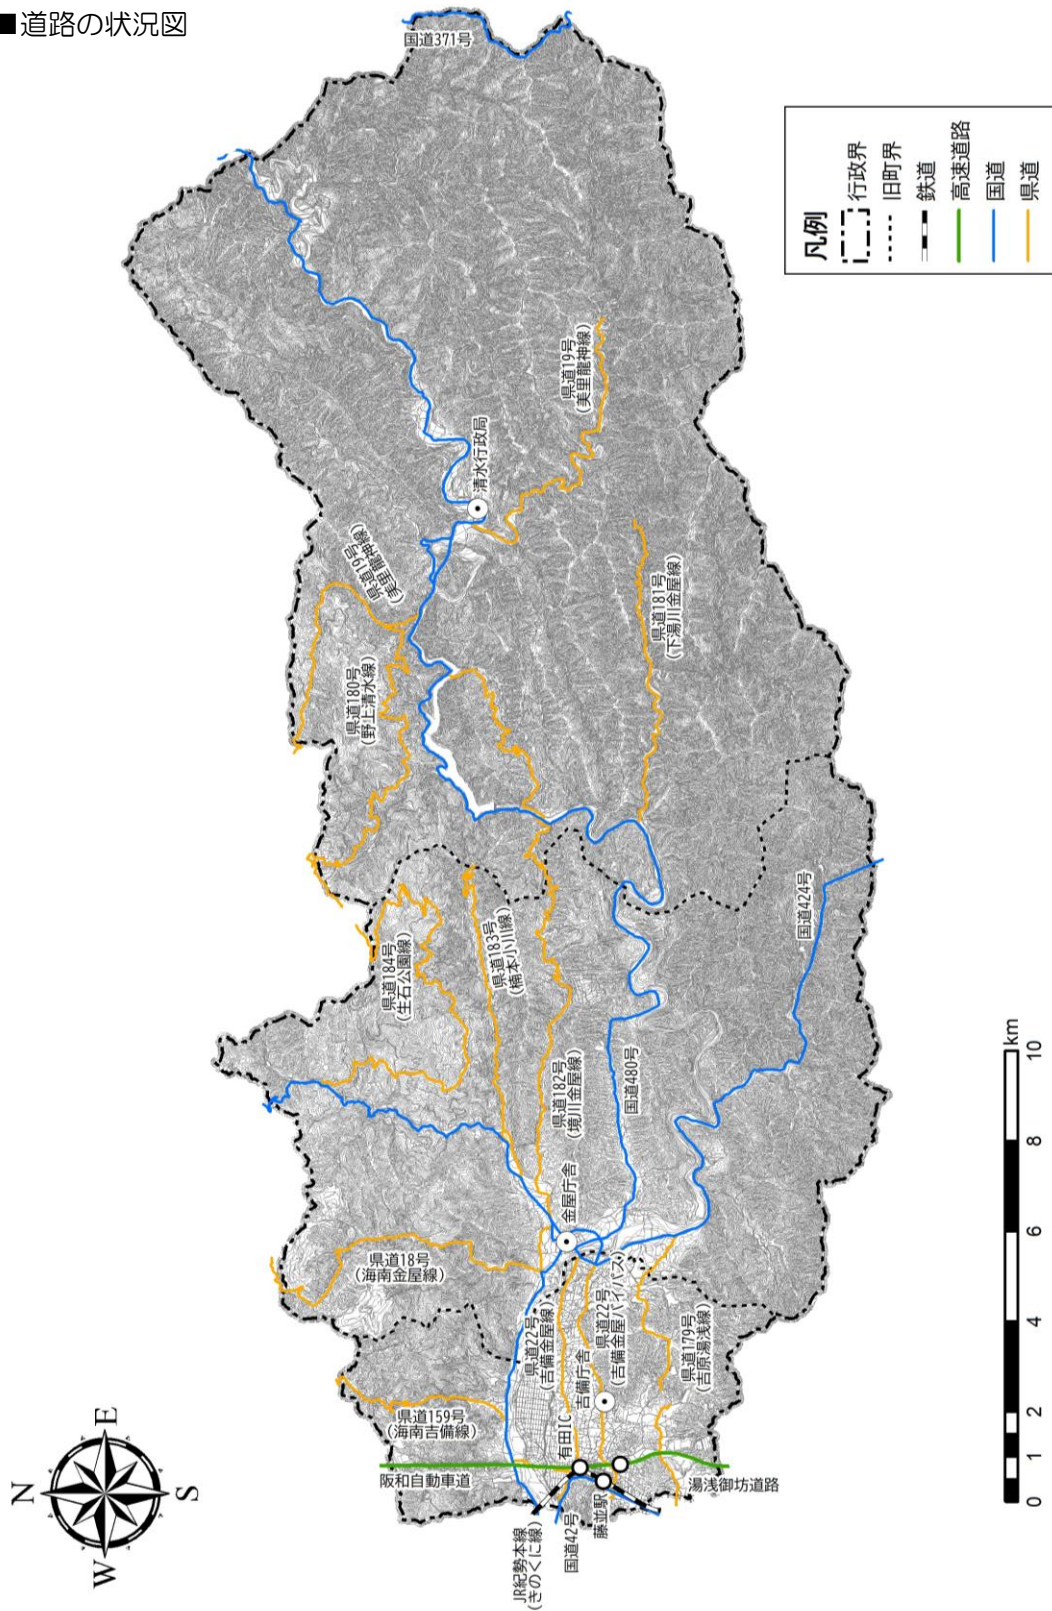 ■道路の状況図
国道371号
凡例
行政界
旧町界
鉄道
高速道路
国道
県道
県道19号
(美里龍神線)
清水行政局
県道19号
(美里龍神線)
県道180号
(野上清水線)
県道181号
(下湯川金屋線)
県道184号
(生石公園線)
県道183号
(楠本小川線)
国道424号
県道182号
(境川金屋線)
国道480号
金屋庁舎
県道18号
(海南金屋線)
県道22号
(吉備金屋線)
吉備庁舎
県道22号
(吉備金屋バイパス)
県道179号
(吉原湯浅線)
県道159号
(海南吉備線)
有田IC
阪和自動車道
湯浅御坊道路
藤並駅
国道42号
JR紀勢本線
(きのくに線)
N
E
S
W
0 1 2 4 6 8 10
km